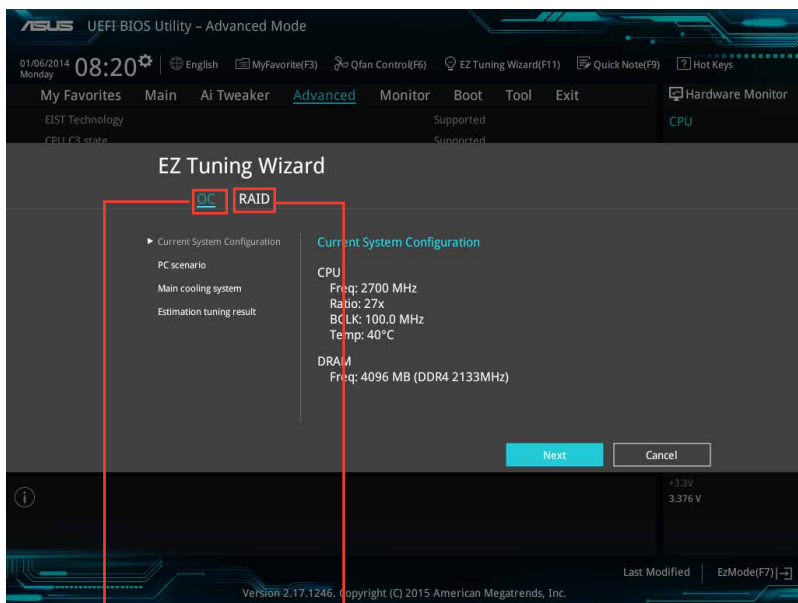 ASUS UEFI BIOS Utility – Advanced Mode
01/06/2014 Monday 08:20 English MyFavorite(F3) Qfan Control(F6) EZ Tuning Wizard(F11) Quick Note(F9) ? Hot Keys
My Favorites Main Ai Tweaker Advanced Monitor Boot Tool Exit Hardware Monitor
EIST Technology Supported CPU
CPU C3 state Supported
EZ Tuning Wizard
OC RAID
Current System Configuration
PC scenario
Main cooling system
Estimation tuning result
Current System Configuration
CPU
Freq: 2700 MHz
Ratio: 27x
BCLK: 100.0 MHz
Temp: 40°C
DRAM
Freq: 4096 MB (DDR4 2133MHz)
Next Cancel
+3.3V
3.376 V
Last Modified EzMode(F7)
Version 2.17.1246. Copyright (C) 2015 American Megatrends, Inc.